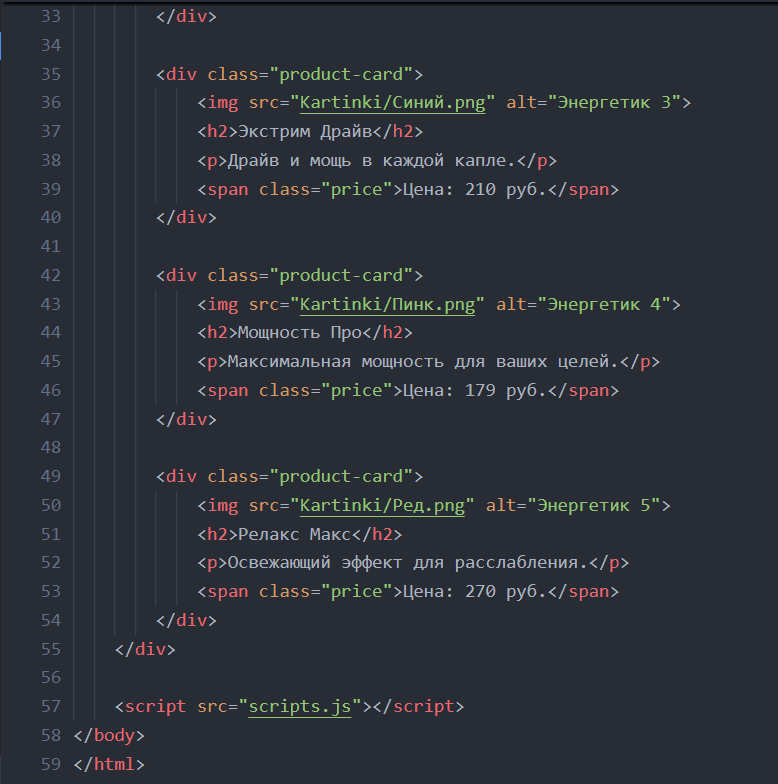 33 </div>
34
35 <div class="product-card">
36 <img src="Kartinki/Синий.png" alt="Энергетик 3">
37 <h2>Экстрим Драйв</h2>
38 <p>Драйв и мощь в каждой капле.</p>
39 <span class="price">Цена: 210 руб.</span>
40 </div>
41
42 <div class="product-card">
43 <img src="Kartinki/Пинк.png" alt="Энергетик 4">
44 <h2>Мощность Про</h2>
45 <p>Максимальная мощность для ваших целей.</p>
46 <span class="price">Цена: 179 руб.</span>
47 </div>
48
49 <div class="product-card">
50 <img src="Kartinki/Ред.png" alt="Энергетик 5">
51 <h2>Релакс Макс</h2>
52 <p>Освежающий эффект для расслабления.</p>
53 <span class="price">Цена: 270 руб.</span>
54 </div>
55 </div>
56
57 <script src="scripts.js"></script>
58 </body>
59 </html>